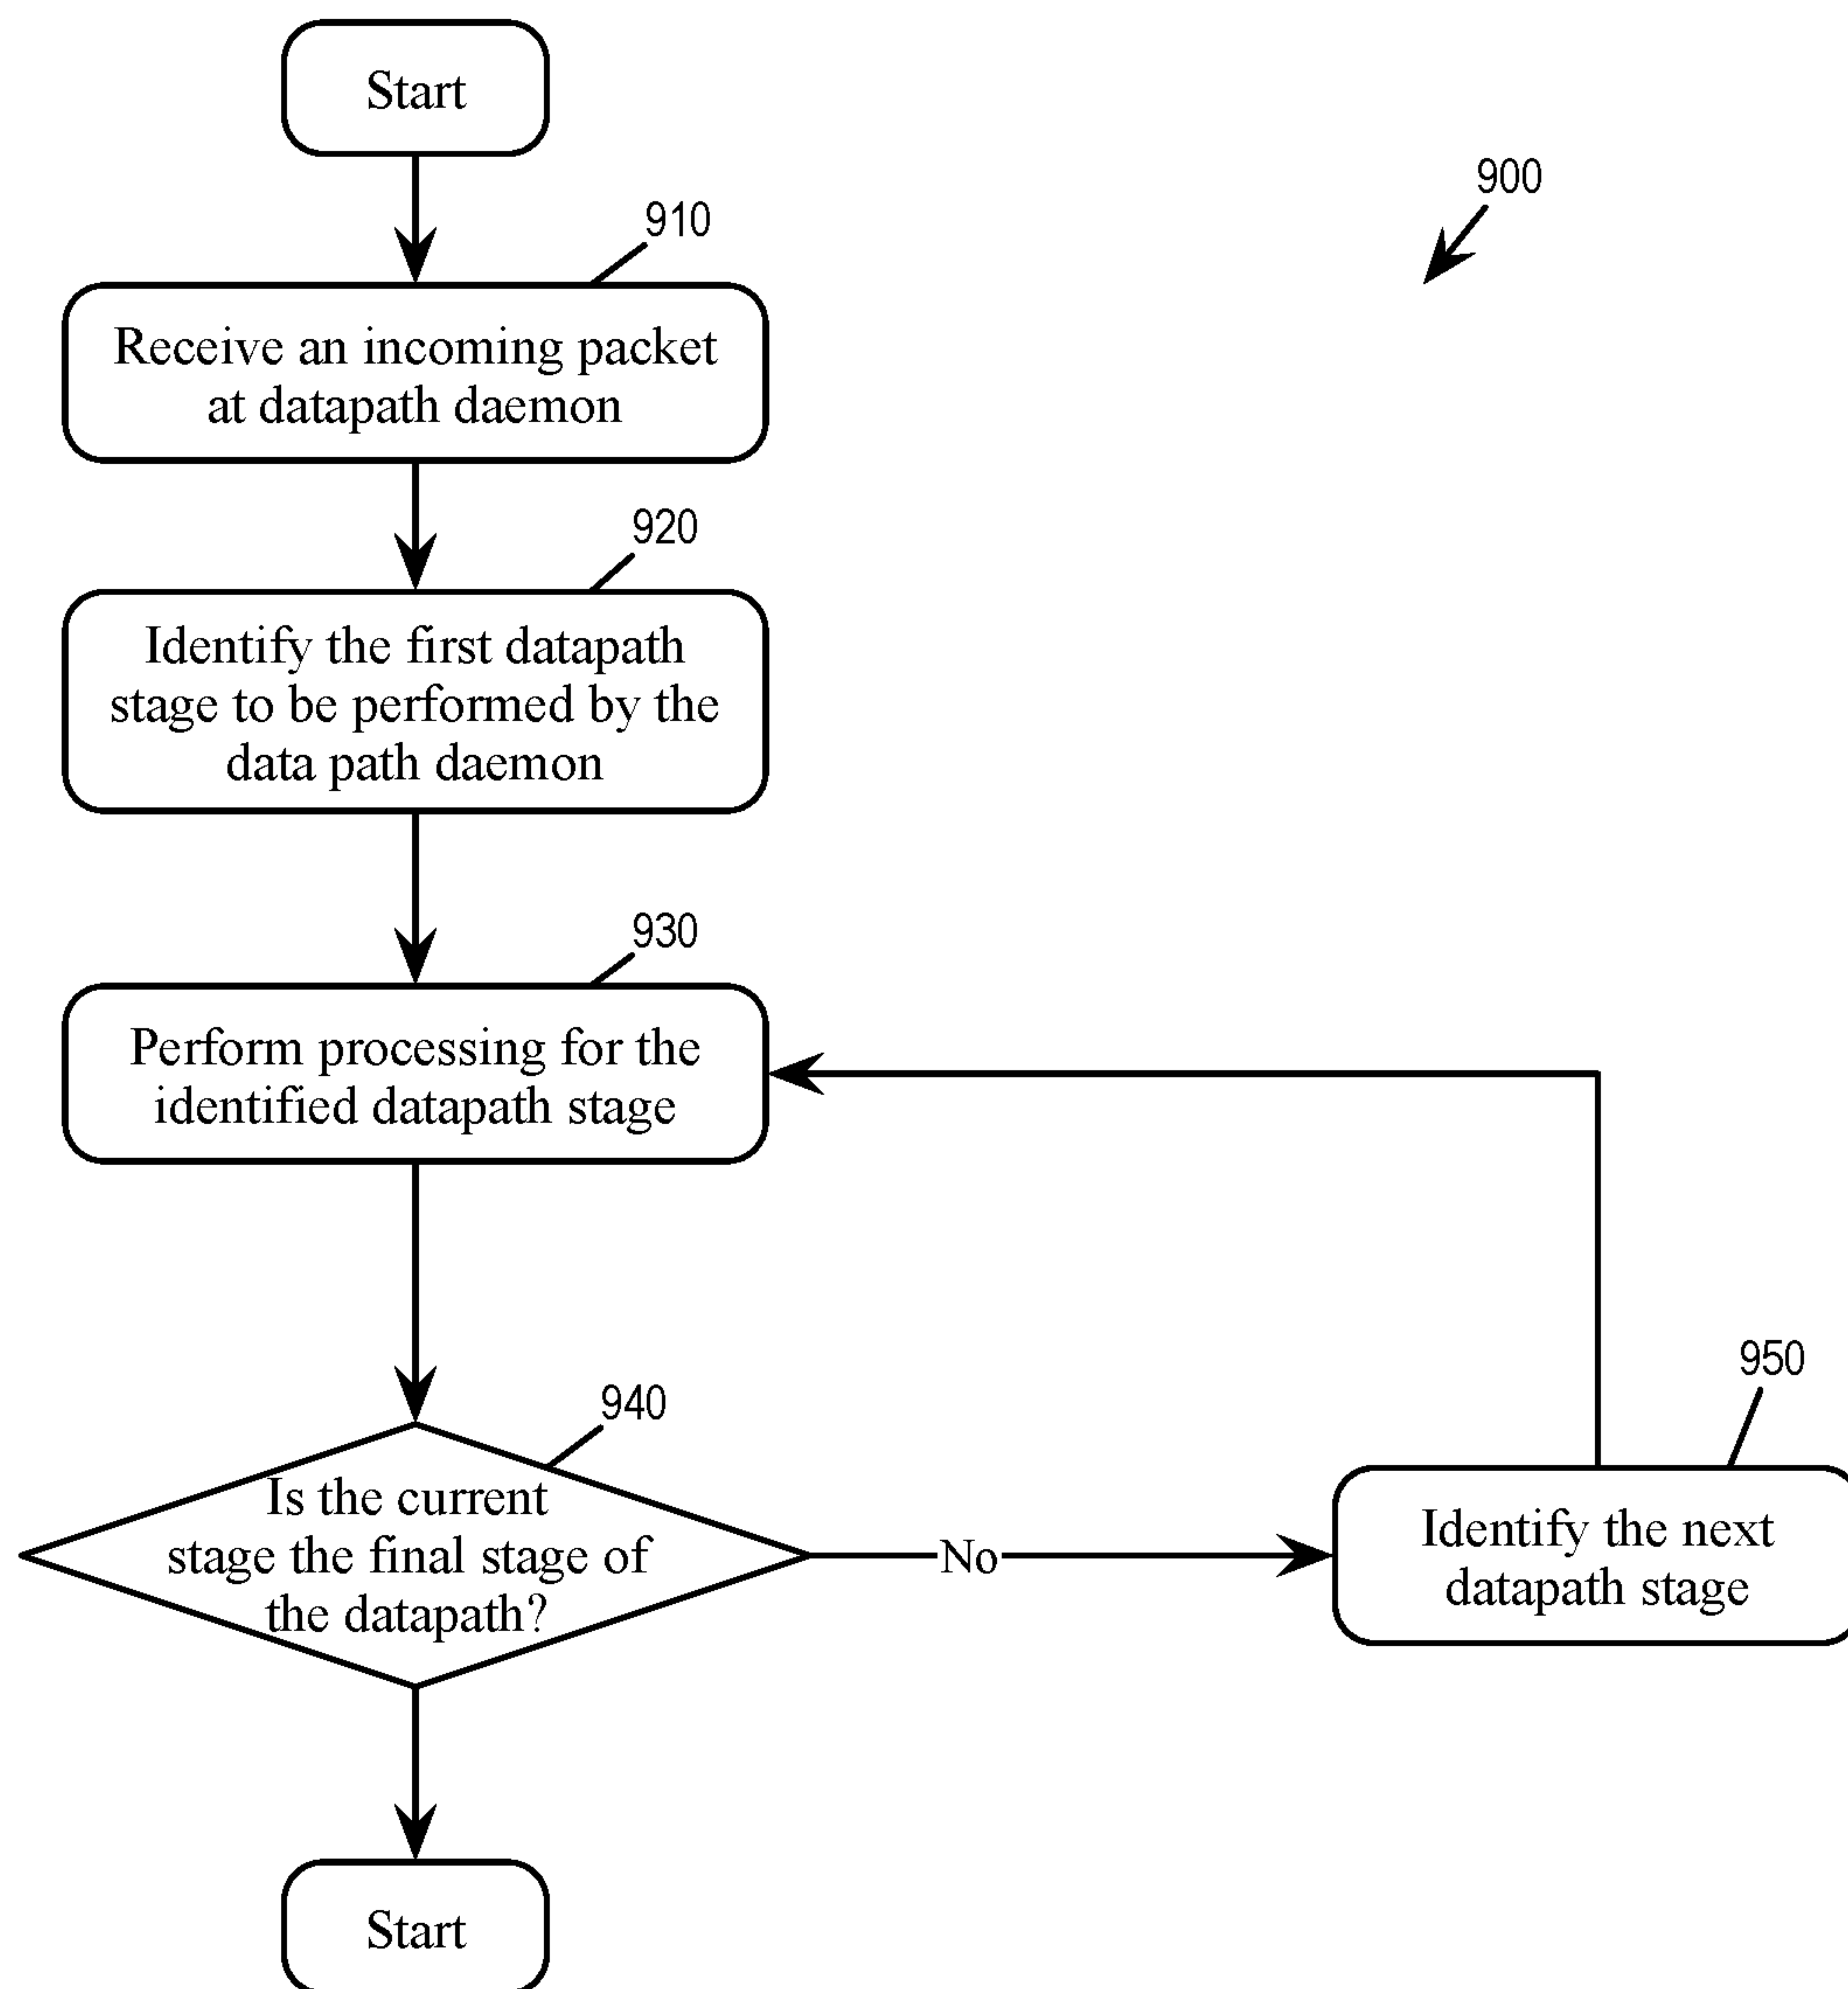 Start
900
910
Receive an incoming packet
at datapath daemon
920
Identify the first datapath
stage to be performed by the
data path daemon
930
Perform processing for the
identified datapath stage
940
Is the current
stage the final stage of
the datapath?
No
950
Identify the next
datapath stage
Start